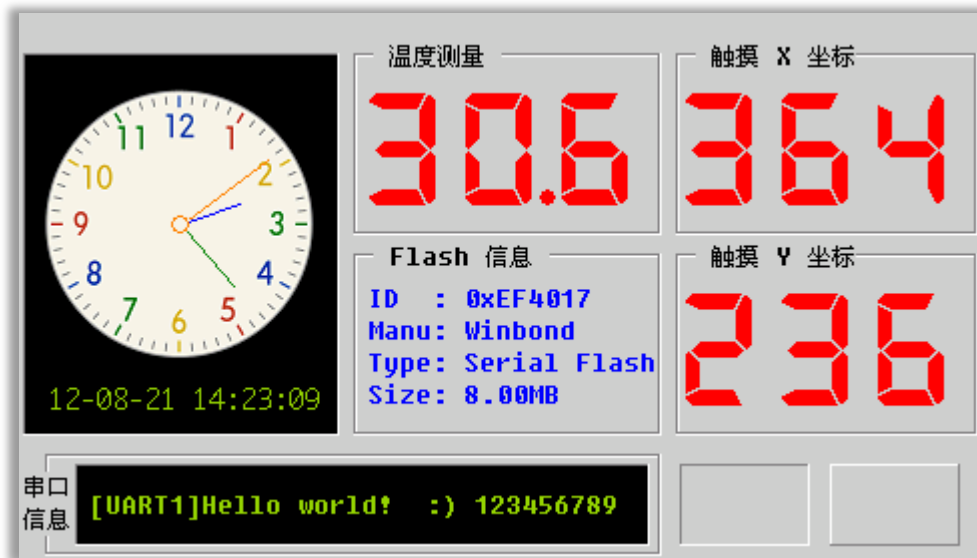 12
1
2
3
4
5
6
7
8
9
10
11
12-08-21 14:23:09
温度测量
30.6
触摸 X 坐标
364
Flash 信息
ID  : 0xEF4017
Manu: Winbond
Type: Serial Flash
Size: 8.00MB
触摸 Y 坐标
236
串口
信息
[UART1]Hello world!  :) 123456789